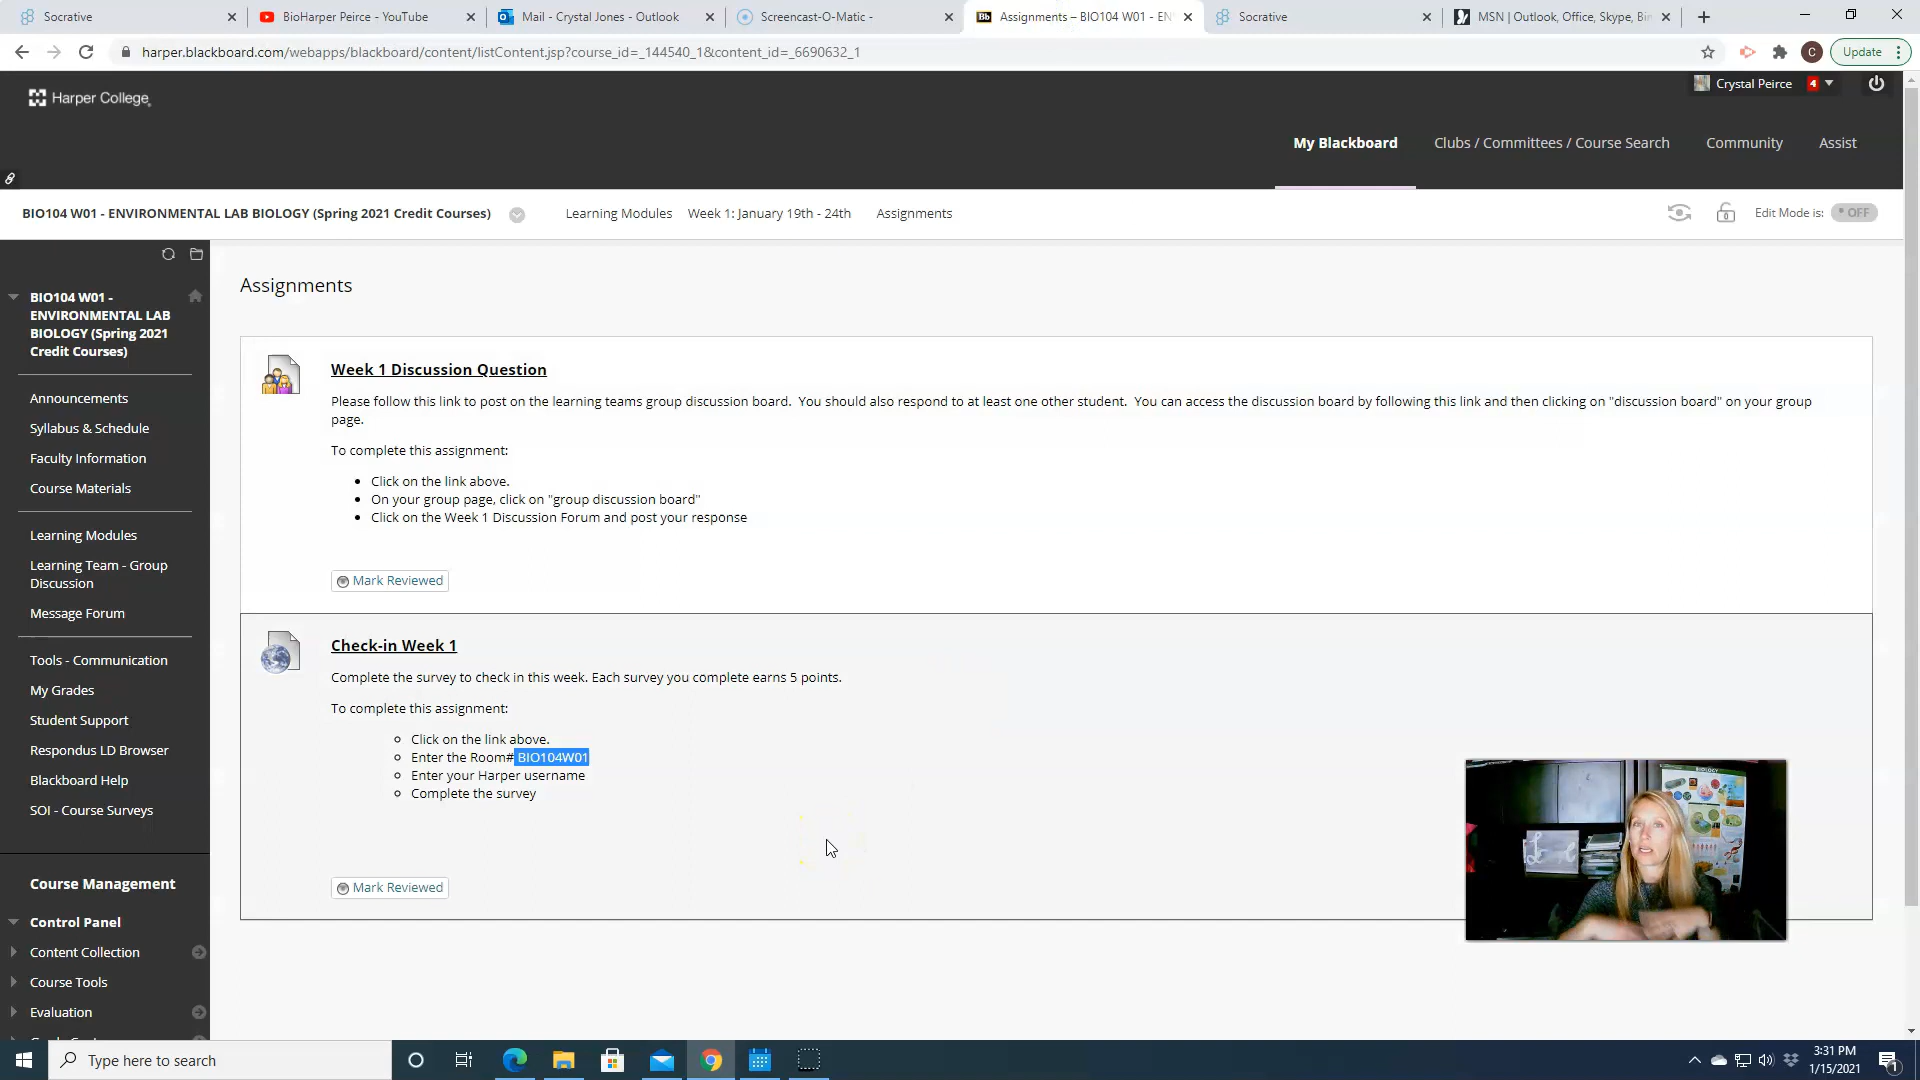 Socrative
BioHarper Peirce - YouTube
Mail - Crystal Jones - Outlook
Screencast-O-Matic -
Bb Assignments – BIO104 W01 - EN
Socrative
MSN | Outlook, Office, Skype, Bin
harper.blackboard.com/webapps/blackboard/content/listContent.jsp?course_id=_144540_1&content_id=_6690632_1
C
Update
Harper College
Crystal Peirce 4
My Blackboard
Clubs / Committees / Course Search
Community
Assist
BIO104 W01 - ENVIRONMENTAL LAB BIOLOGY (Spring 2021 Credit Courses)
Learning Modules
Week 1: January 19th - 24th
Assignments
Edit Mode is: OFF
BIO104 W01 -
ENVIRONMENTAL LAB
BIOLOGY (Spring 2021
Credit Courses)
Announcements
Syllabus & Schedule
Faculty Information
Course Materials
Learning Modules
Learning Team - Group
Discussion
Message Forum
Tools - Communication
My Grades
Student Support
Respondus LD Browser
Blackboard Help
SOI - Course Surveys
Course Management
Control Panel
Content Collection
Course Tools
Evaluation
Assignments
Week 1 Discussion Question
Please follow this link to post on the learning teams group discussion board. You should also respond to at least one other student. You can access the discussion board by following this link and then clicking on "discussion board" on your group
page.
To complete this assignment:
Click on the link above.
On your group page, click on "group discussion board"
Click on the Week 1 Discussion Forum and post your response
Mark Reviewed
Check-in Week 1
Complete the survey to check in this week. Each survey you complete earns 5 points.
To complete this assignment:
Click on the link above.
Enter the Room# BIO104W01
Enter your Harper username
Complete the survey
Mark Reviewed
BIOLOGY
Type here to search
3:31 PM
1/15/2021
1